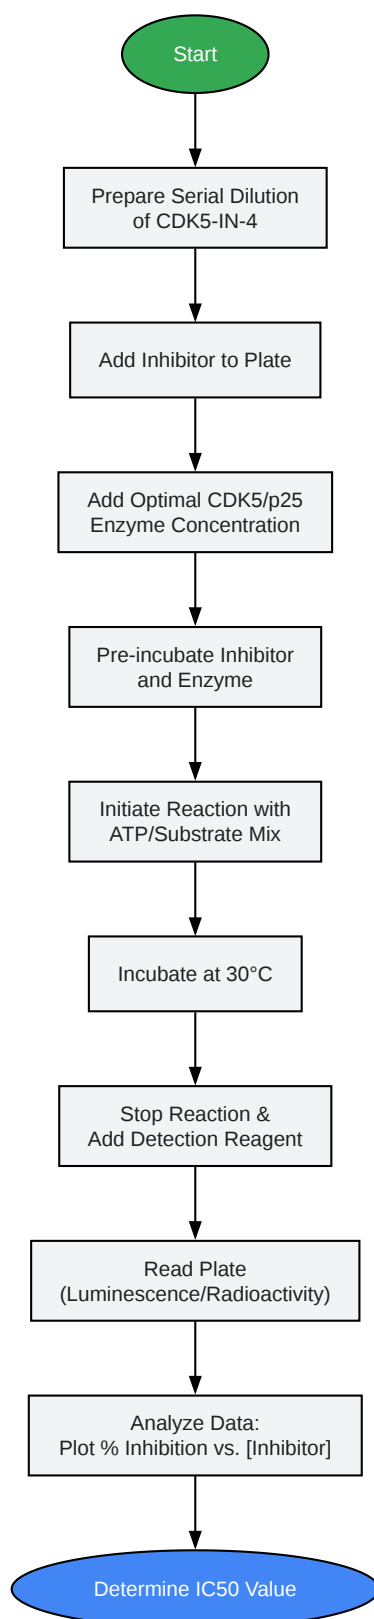 Start
Prepare Serial Dilution
of CDK5-IN-4
Add Inhibitor to Plate
Add Optimal CDK5/p25
Enzyme Concentration
Pre-incubate Inhibitor
and Enzyme
Initiate Reaction with
ATP/Substrate Mix
Incubate at 30°C
Stop Reaction &
Add Detection Reagent
Read Plate
(Luminescence/Radioactivity)
Analyze Data:
Plot % Inhibition vs. [Inhibitor]
Determine IC50 Value